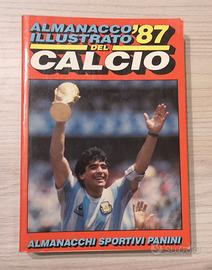 ALMANACCO
ILLUSTRATO '87
DEL
CALCIO
ALMANACCHI SPORTIVI PANINI